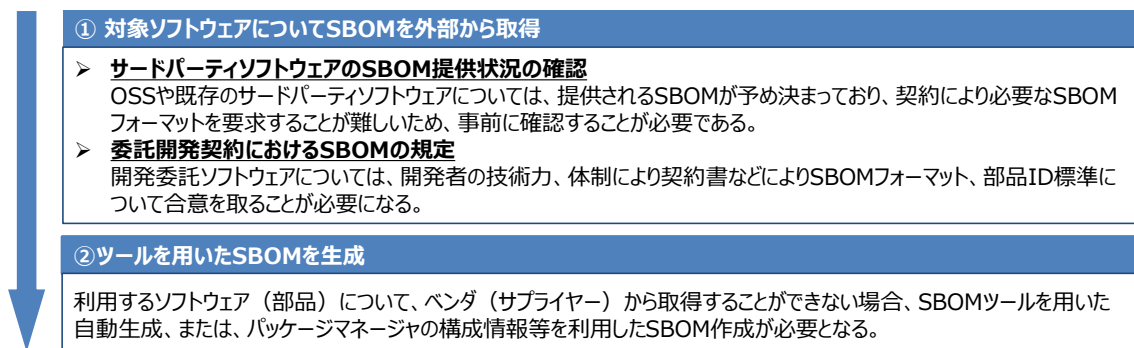 ① 対象ソフトウェアについてSBOMを外部から取得
➢ サードパーティソフトウェアのSBOM提供状況の確認
OSSや既存のサードパーティソフトウェアについては、提供されるSBOMが予め決まっており、契約により必要なSBOM
フォーマットを要求することが難しいため、事前に確認することが必要である。
➢ 委託開発契約におけるSBOMの規定
開発委託ソフトウェアについては、開発者の技術力、体制により契約書などによりSBOMフォーマット、部品ID標準に
ついて合意を取ることが必要になる。
②ツールを用いたSBOMを生成
利用するソフトウェア（部品）について、ベンダ（サプライヤー）から取得することができない場合、SBOMツールを用いた
自動生成、または、パッケージマネージャの構成情報等を利用したSBOM作成が必要となる。